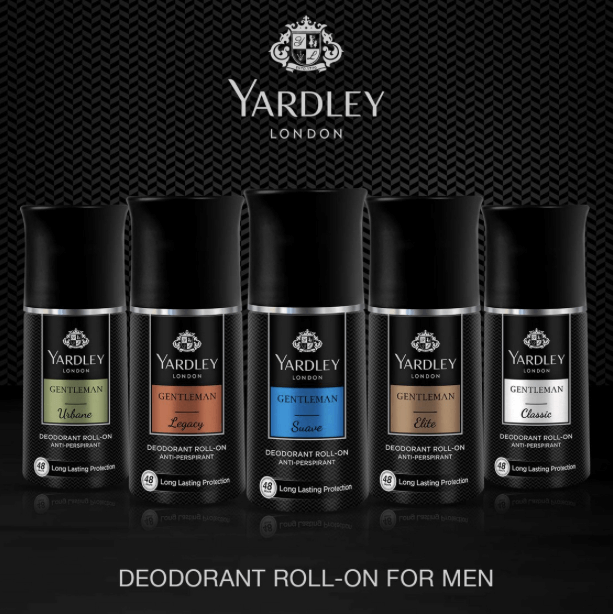 YARDLEY
LONDON
YARDLEY
LONDON
GENTLEMAN
Urbane
DEODORANT ROLL-ON
ANTI-PERSPIRANT
48
Long Lasting Protection
YARDLEY
LONDON
GENTLEMAN
Legacy
DEODORANT ROLL-ON
ANTI-PERSPIRANT
48
Long Lasting Protection
YARDLEY
LONDON
GENTLEMAN
Suave
DEODORANT ROLL-ON
ANTI-PERSPIRANT
48
Long Lasting Protection
YARDLEY
LONDON
GENTLEMAN
Elite
DEODORANT ROLL-ON
ANTI-PERSPIRANT
48
Long Lasting Protection
YARDLEY
LONDON
GENTLEMAN
Classic
DEODORANT ROLL-ON
ANTI-PERSPIRANT
48
Long Lasting Protection
DEODORANT ROLL-ON FOR MEN